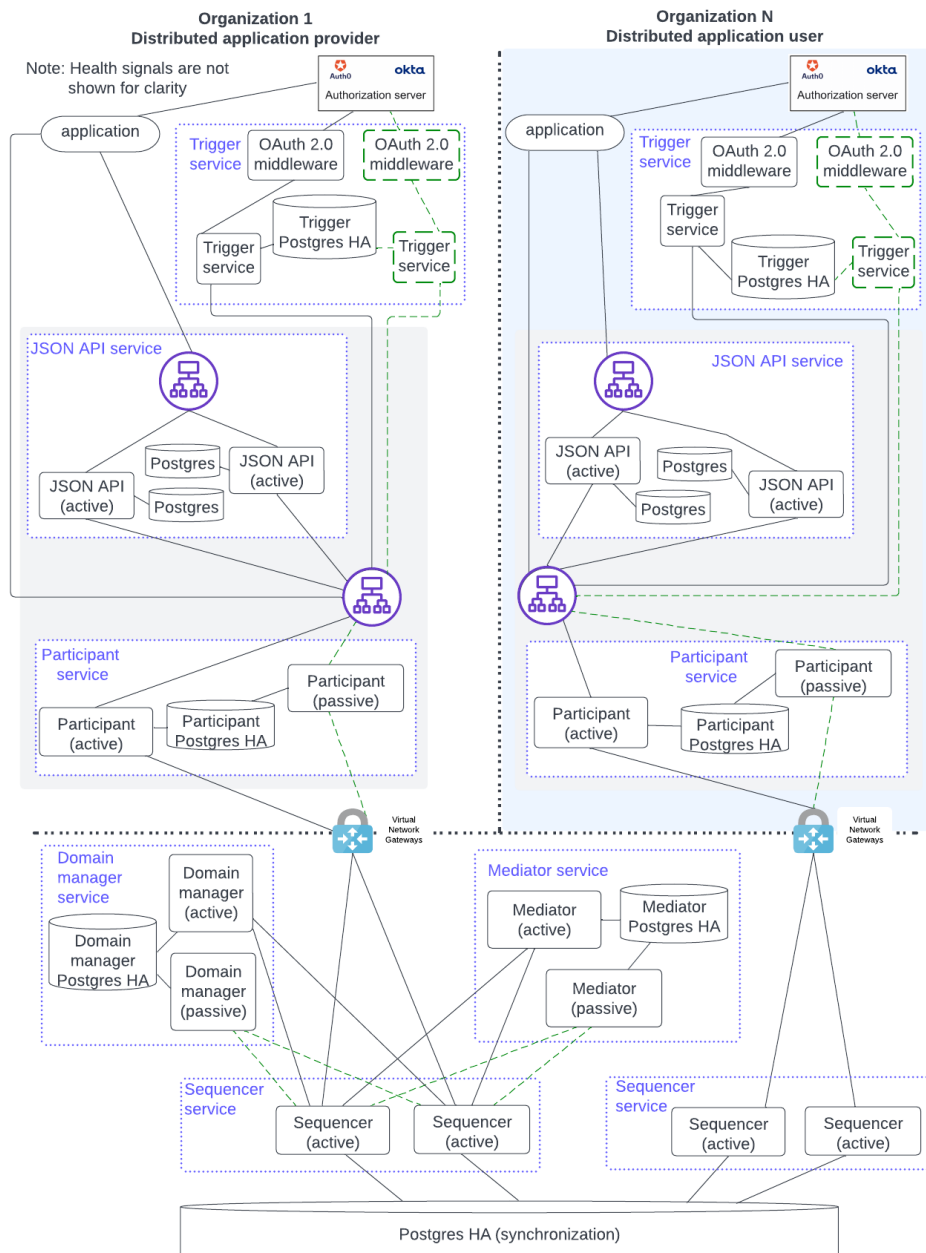 Organization 1
Distributed application provider
Organization N
Distributed application user
Note: Health signals are not
shown for clarity
Auth0
okta
Authorization server
Auth0
okta
Authorization server
application
application
Trigger
service
OAuth 2.0
middleware
OAuth 2.0
middleware
Trigger
Postgres HA
Trigger
service
Trigger
service
Trigger
service
OAuth 2.0
middleware
OAuth 2.0
middleware
Trigger
service
Trigger
Postgres HA
Trigger
service
JSON API service
Postgres
JSON API
(active)
JSON API
(active)
Postgres
JSON API service
JSON API
(active)
Postgres
JSON API
(active)
Postgres
Participant
service
Participant
(passive)
Participant
(active)
Participant
Postgres HA
Participant
service
Participant
(passive)
Participant
(active)
Participant
Postgres HA
Virtual
Network
Gateways
Virtual
Network
Gateways
Domain
manager
service
Domain
manager
(active)
Domain
manager
Postgres HA
Domain
manager
(passive)
Mediator service
Mediator
(active)
Mediator
Postgres HA
Mediator
(passive)
Sequencer
service
Sequencer
(active)
Sequencer
(active)
Sequencer
service
Sequencer
(active)
Sequencer
(active)
Postgres HA (synchronization)